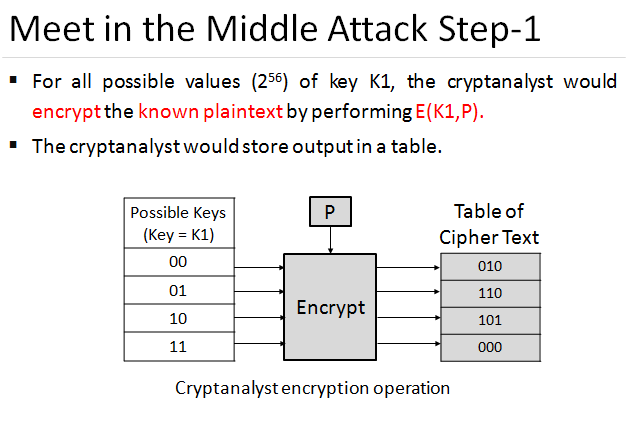 Meet in the Middle Attack Step-1
▪ For all possible values (2⁵⁶) of key K1, the cryptanalyst would
encrypt the known plaintext by performing E(K1,P).
▪ The cryptanalyst would store output in a table.
Possible Keys
(Key = K1)
00
01
10
11
P
Encrypt
Table of
Cipher Text
010
110
101
000
Cryptanalyst encryption operation